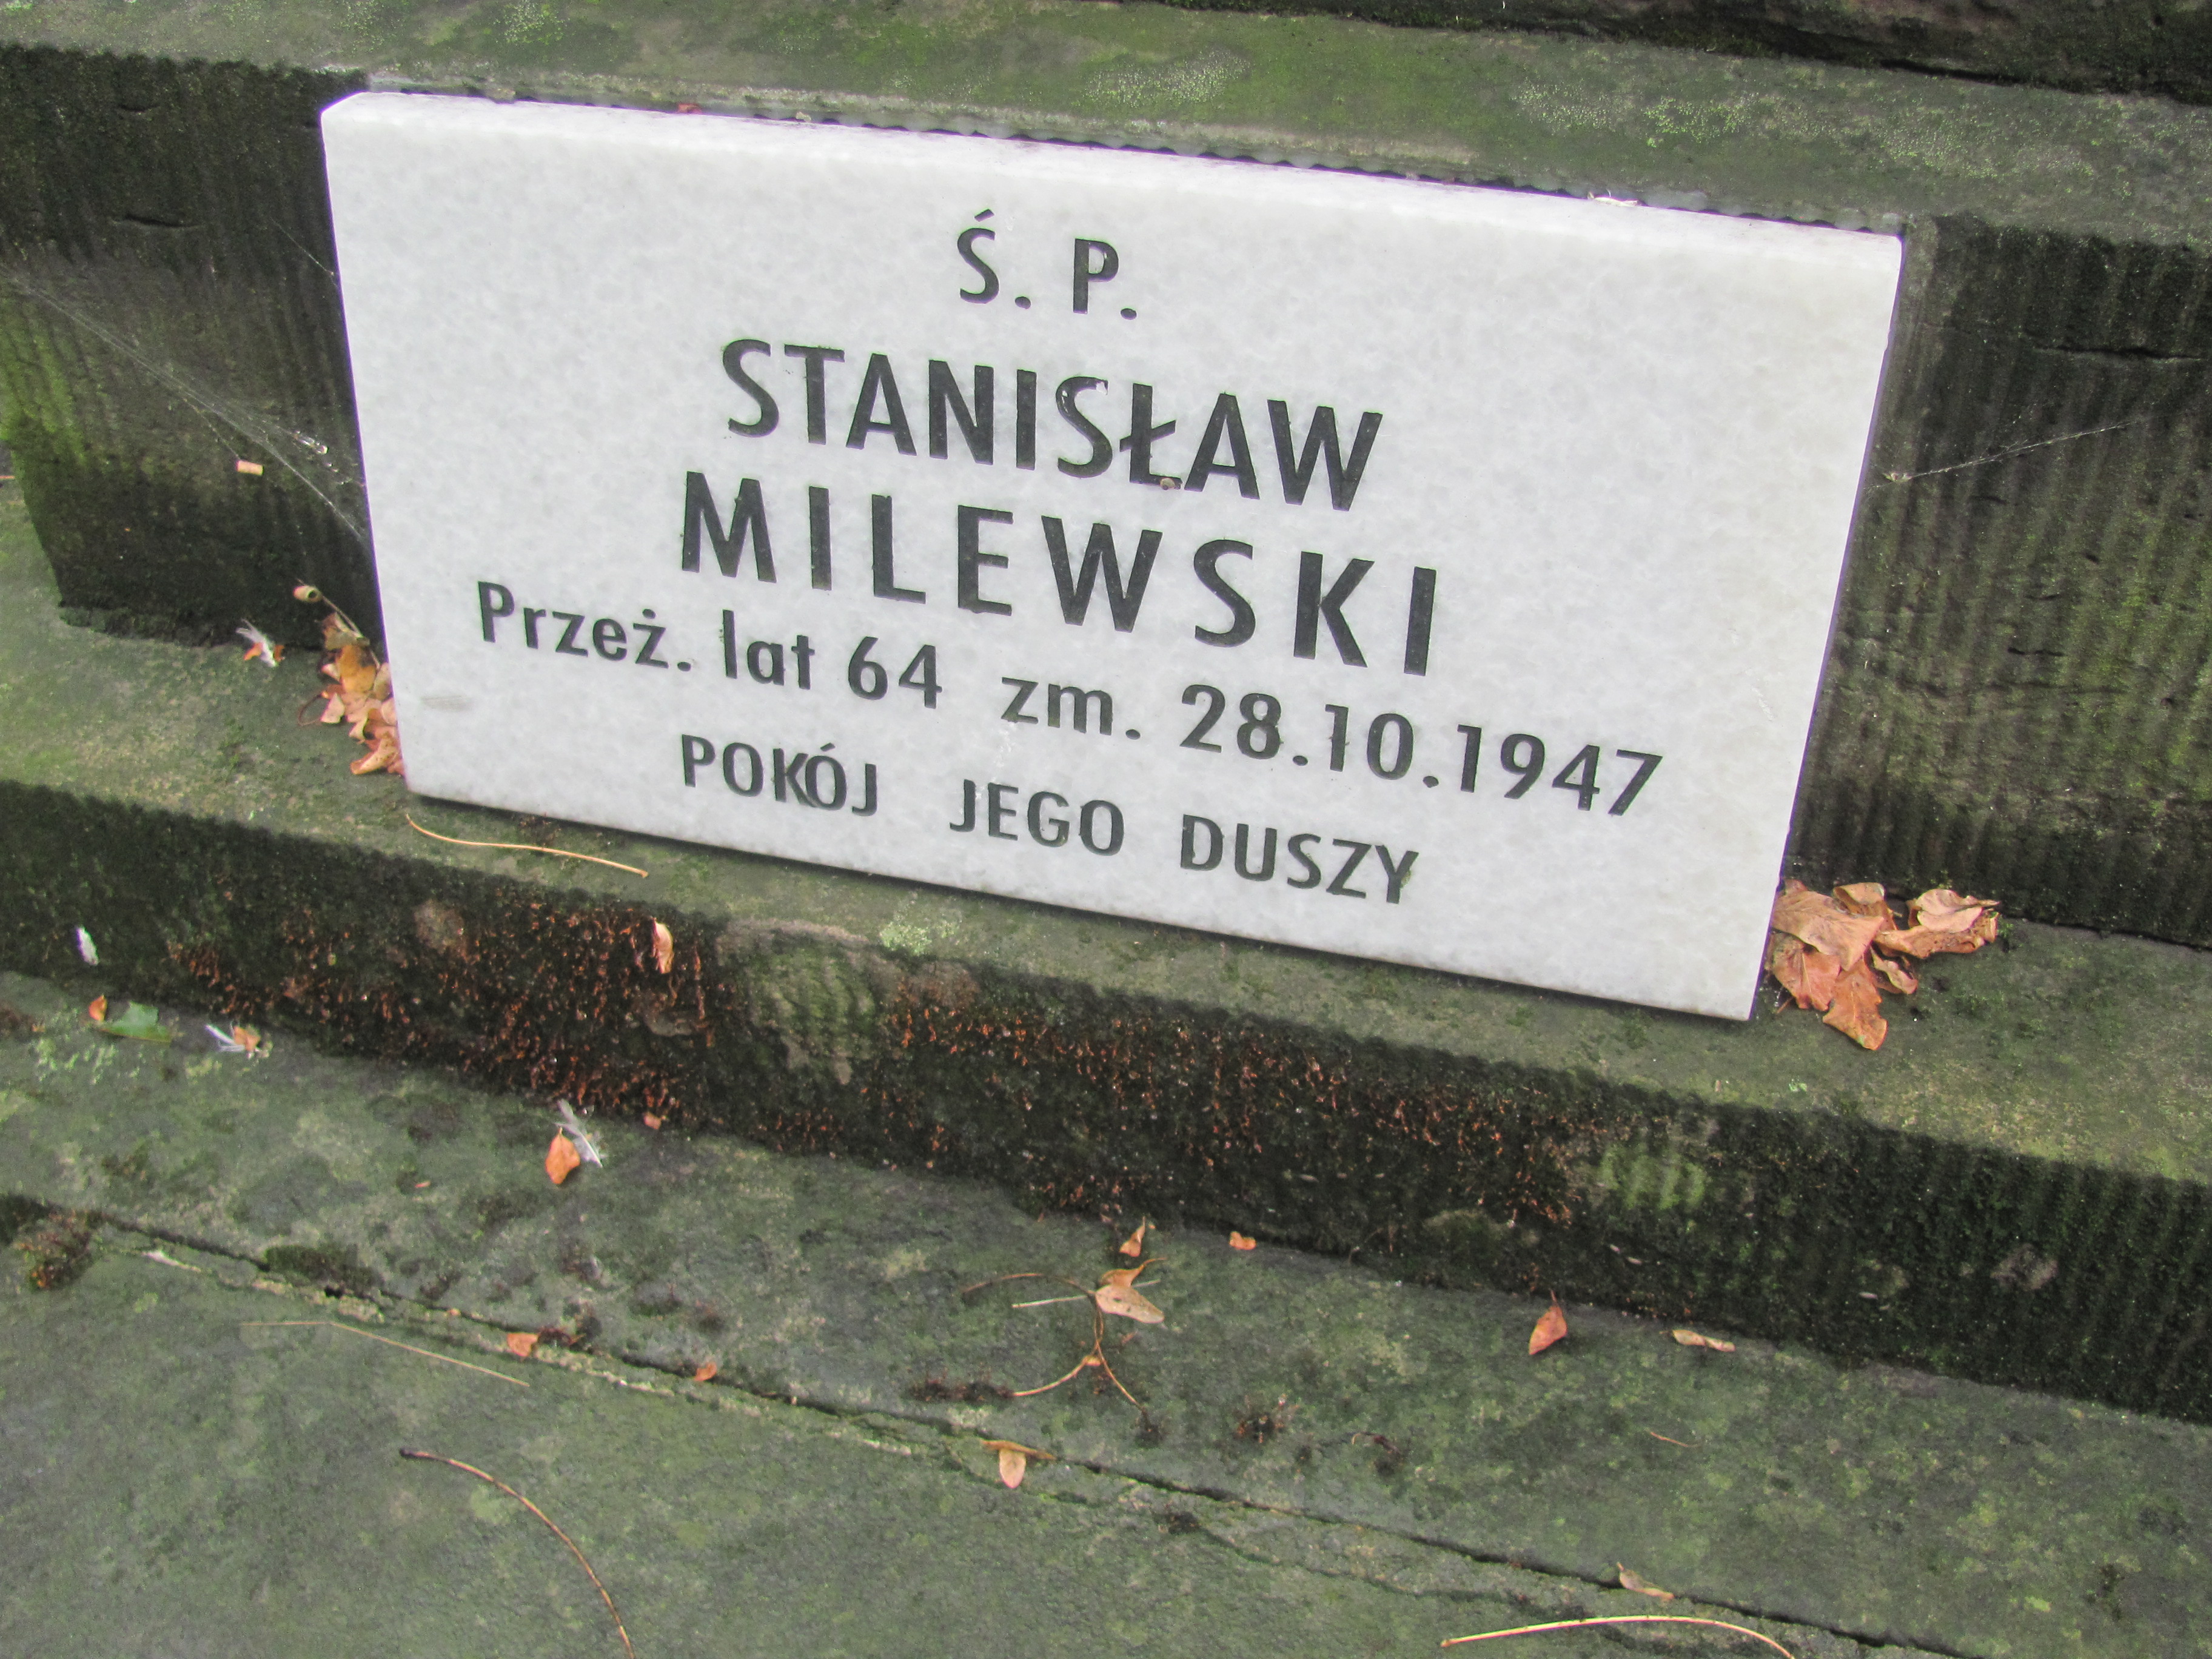 Ś. P.
STANISŁAW
MILEWSKI
Przeż. lat 64 zm. 28.10.1947
POKÓJ JEGO DUSZY